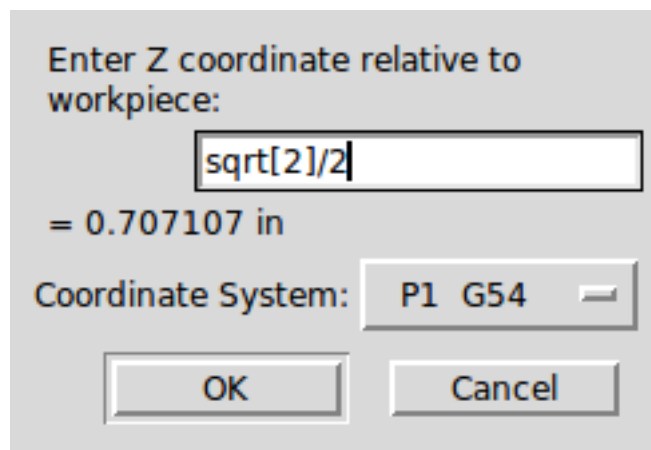 Enter Z coordinate relative to
workpiece:
sqrt[2]/2
= 0.707107 in
Coordinate System: P1 G54
OK Cancel